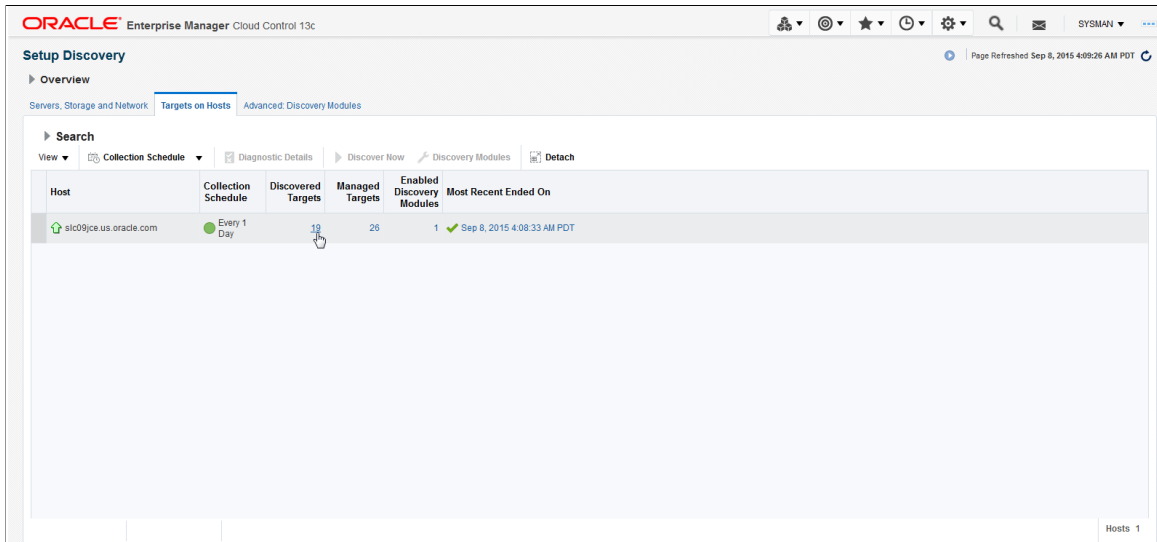 ORACLE Enterprise Manager Cloud Control 13c
SYSMAN
Setup Discovery
Page Refreshed Sep 8, 2015 4:09:26 AM PDT
Overview
Servers, Storage and Network Targets on Hosts Advanced: Discovery Modules
Search
View Collection Schedule Diagnostic Details Discover Now Discovery Modules Detach
Host Collection Schedule Discovered Targets Managed Targets Enabled Discovery Modules Most Recent Ended On
slc09jce.us.oracle.com Every 1 Day 19 26 1 Sep 8, 2015 4:08:33 AM PDT
Hosts 1